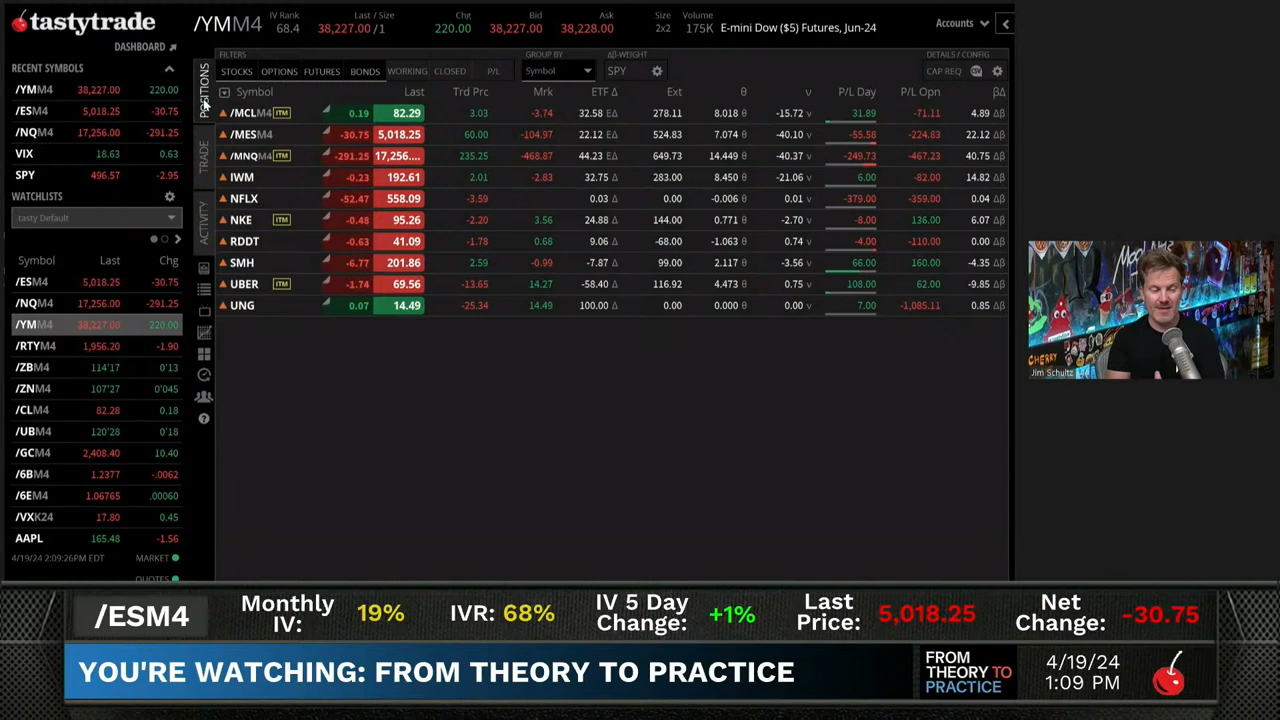 tastytrade
/YMM4
IV Rank
68.4
Last / Size
38,227.00 / 1
Chg
220.00
Bid
38,227.00
Ask
38,228.00
Size
2x2
Volume
175K
E-mini Dow ($5) Futures, Jun-24
Accounts
DASHBOARD
RECENT SYMBOLS
/YMM4 38,227.00 220.00
/ESM4 5,018.25 -30.75
/NQM4 17,256.00 -291.25
VIX 18.63 0.63
SPY 496.57 -2.95
WATCHLISTS
tasty Default
Symbol Last Chg
/ESM4 5,018.25 -30.75
/NQM4 17,256.00 -291.25
/YMM4 38,227.00 220.00
/RTYM4 1,956.20 -1.90
/ZBM4 114'17 0'13
/ZNM4 107'27 0'045
/CLM4 82.28 0.18
/UBM4 120'28 0'18
/GCM4 2,408.40 10.40
/6BM4 1.2377 -.0062
/6EM4 1.06765 .00060
/VXK24 17.80 0.45
AAPL 165.48 -1.56
4/19/24 2:09:26PM EDT MARKET
QUOTES
POSITIONS
TRADE
ACTIVITY
FILTERS
STOCKS OPTIONS FUTURES BONDS WORKING CLOSED P/L
GROUP BY
Symbol
Δβ-WEIGHT
SPY
DETAILS / CONFIG
CAP REQ CSV
Symbol Last Trd Prc Mrk ETF Δ Ext θ ν P/L Day P/L Opn βΔ
/MCLM4 ITM 0.19 82.29 3.03 -3.74 32.58 EΔ 278.11 8.018 θ -15.72 ν 31.89 -71.11 4.89 Δβ
/MESM4 -30.75 5,018.25 60.00 -104.97 22.12 EΔ 524.83 7.074 θ -40.10 ν -55.58 -224.83 22.12 Δβ
/MNQM4 ITM -291.25 17,256.... 235.25 -468.87 44.23 EΔ 649.73 14.449 θ -40.37 ν -249.73 -467.23 40.75 Δβ
IWM -0.23 192.61 2.01 -2.83 32.75 Δ 283.00 8.450 θ -21.06 ν 6.00 -82.00 14.82 Δβ
NFLX -52.47 558.09 -3.59 0.03 Δ 0.00 -0.006 θ 0.01 ν -379.00 -359.00 0.04 Δβ
NKE ITM -0.48 95.26 -2.20 3.56 24.88 Δ 144.00 0.771 θ -2.70 ν -8.00 136.00 6.07 Δβ
RDDT -0.63 41.09 -1.78 0.68 9.06 Δ -68.00 -1.063 θ 0.74 ν -4.00 -110.00 0.00 Δβ
SMH -6.77 201.86 2.59 -0.99 -7.87 Δ 99.00 2.117 θ -3.56 ν 66.00 160.00 -4.35 Δβ
UBER ITM -1.74 69.56 -13.65 14.27 -58.40 Δ 116.92 4.473 θ 0.75 ν 108.00 62.00 -9.85 Δβ
UNG 0.07 14.49 -25.34 14.49 100.00 Δ 0.00 0.000 θ 0.00 ν 7.00 -1,085.11 0.85 Δβ
CHERRY
Jim Schultz
/ESM4
Monthly IV: 19%
IVR: 68%
IV 5 Day Change: +1%
Last Price: 5,018.25
Net Change: -30.75
YOU'RE WATCHING: FROM THEORY TO PRACTICE
FROM
THEORY TO
PRACTICE
4/19/24
1:09 PM